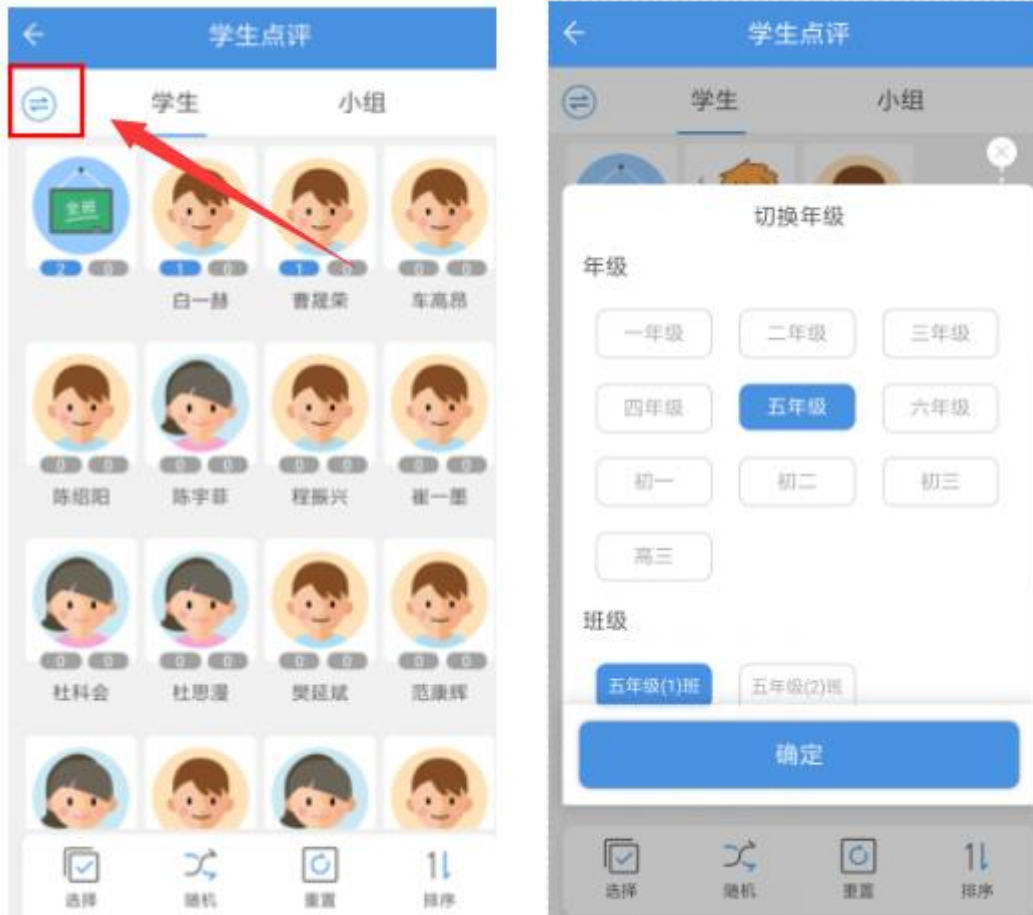 学生点评
学生
小组
全班
2 0
1 0
1 0
0 0
白一赫
曹晟荣
车高昂
0 0
0 0
0 0
0 0
陈绍阳
陈宇菲
程振兴
崔一墨
0 0
0 0
0 0
0 0
杜科会
杜思漫
樊延斌
范康辉
选择
随机
重置
排序
学生点评
学生
小组
切换年级
年级
一年级
二年级
三年级
四年级
五年级
六年级
初一
初二
初三
高三
班级
五年级(1)班
五年级(2)班
确定
选择
随机
重置
排序